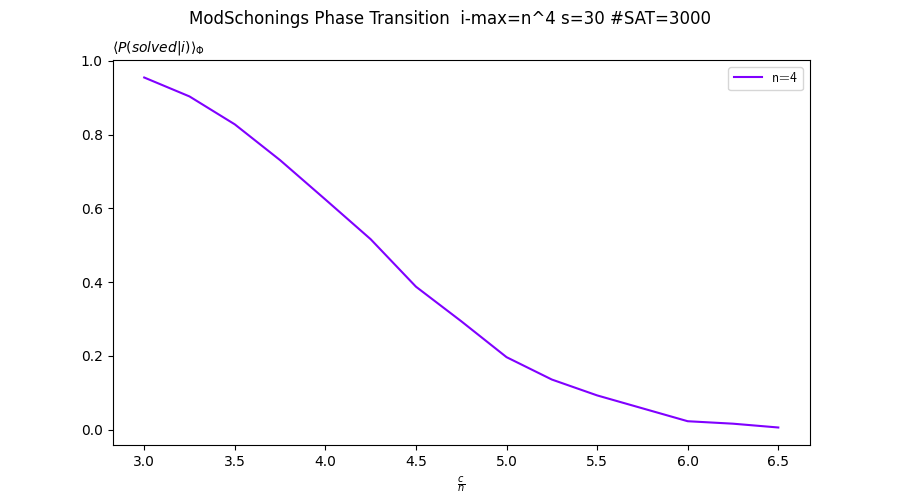 ModSchonings Phase Transition  i-max=n^4 s=30 #SAT=3000
⟨P(solved|i)⟩Φ
1.0
n=4
0.8
0.6
0.4
0.2
0.0
3.0 3.5 4.0 4.5 5.0 5.5 6.0 6.5
c/n